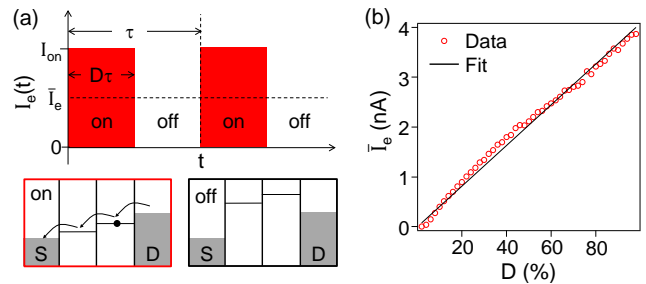 (a)
τ
I_on
Dτ
I_e(t)
Ī_e
on
off
on
off
0
t
on
S
D
off
S
D
(b)
4
3
2
1
0
Data
Fit
Ī_e (nA)
20
40
60
80
D (%)